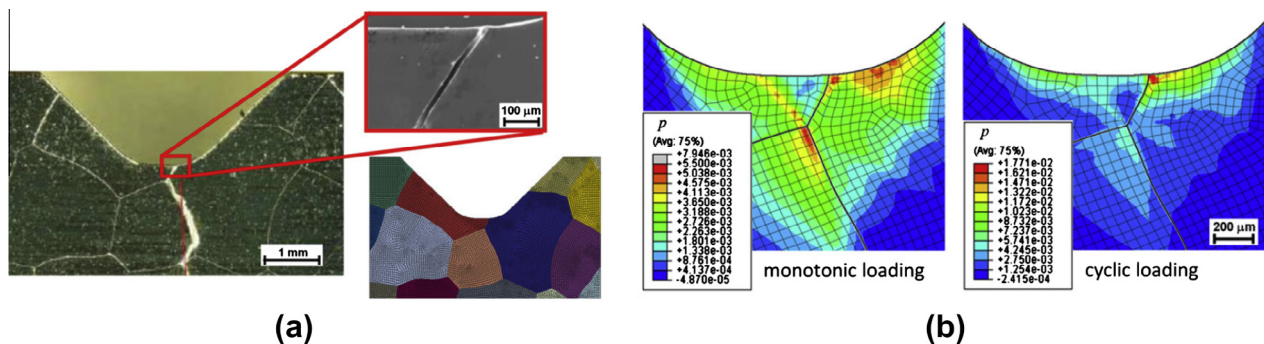 100 μm
1 mm
(a)
p
(Avg: 75%)
+7.946e-03
+5.500e-03
+5.038e-03
+4.575e-03
+4.113e-03
+3.650e-03
+3.188e-03
+2.726e-03
+2.263e-03
+1.801e-03
+1.338e-03
+8.761e-04
+4.137e-04
-4.870e-05
monotonic loading
p
(Avg: 75%)
+1.771e-02
+1.621e-02
+1.471e-02
+1.322e-02
+1.172e-02
+1.023e-02
+8.732e-03
+7.237e-03
+5.741e-03
+4.245e-03
+2.750e-03
+1.254e-03
-2.415e-04
200 μm
cyclic loading
(b)